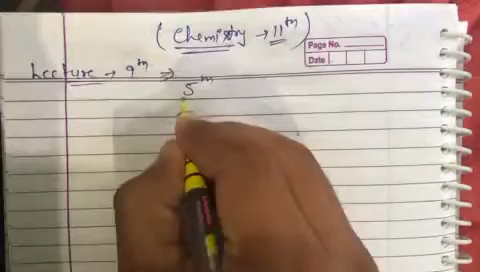 (Chemistry → 11th)
Page No.
Date
Lecture → 9th ⇒
5th